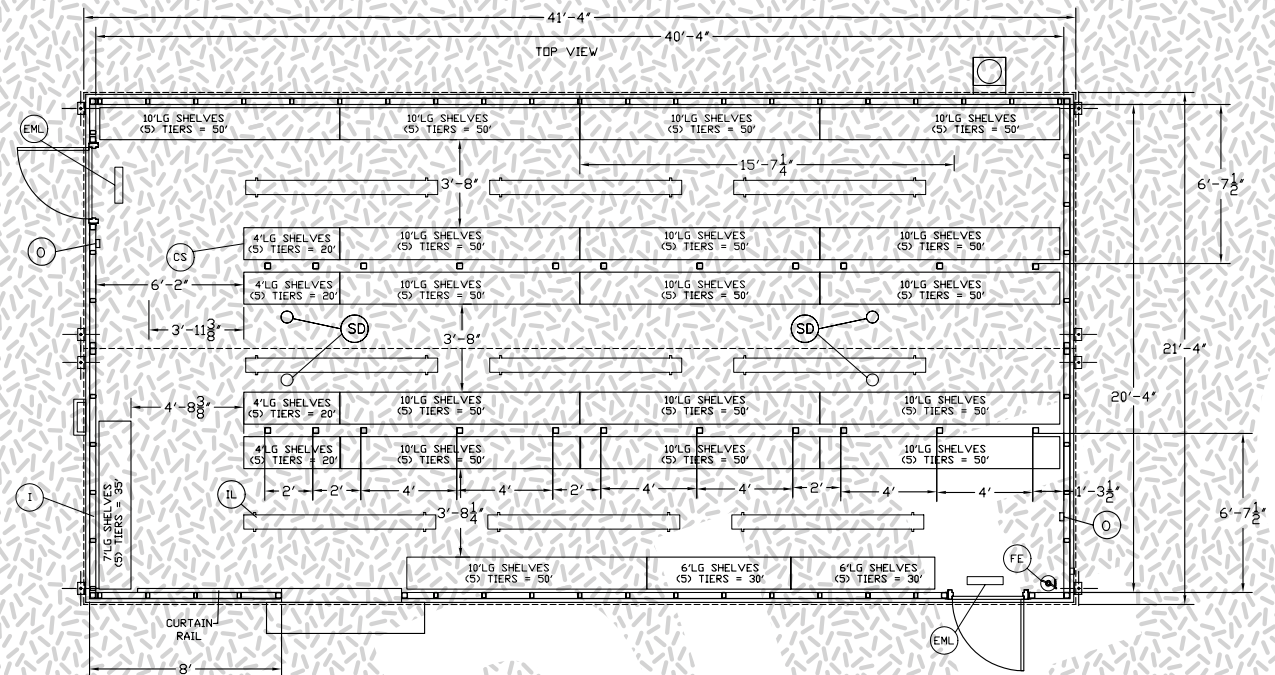 41'-4"
40'-4"
TOP VIEW
10'LG SHELVES
(5) TIERS = 50'
10'LG SHELVES
(5) TIERS = 50'
10'LG SHELVES
(5) TIERS = 50'
10'LG SHELVES
(5) TIERS = 50'
EML
15'-7 1/4"
3'-8"
6'-7 1/2"
4'LG SHELVES
(5) TIERS = 20'
10'LG SHELVES
(5) TIERS = 50'
10'LG SHELVES
(5) TIERS = 50'
10'LG SHELVES
(5) TIERS = 50'
O
CS
6'-2"
4'LG SHELVES
(5) TIERS = 20'
10'LG SHELVES
(5) TIERS = 50'
10'LG SHELVES
(5) TIERS = 50'
10'LG SHELVES
(5) TIERS = 50'
3'-11 3/8"
SD
3'-8"
SD
21'-4"
20'-4"
4'-8 3/8"
4'LG SHELVES
(5) TIERS = 20'
10'LG SHELVES
(5) TIERS = 50'
10'LG SHELVES
(5) TIERS = 50'
10'LG SHELVES
(5) TIERS = 50'
4'LG SHELVES
(5) TIERS = 20'
10'LG SHELVES
(5) TIERS = 50'
10'LG SHELVES
(5) TIERS = 50'
10'LG SHELVES
(5) TIERS = 50'
I
7'LG SHELVES
(5) TIERS = 35'
IL
2'
2'
4'
4'
2'
4'
4'
2'
4'
4'
1'-3 1/2"
3'-8 1/4"
6'-7 1/2"
O
FE
10'LG SHELVES
(5) TIERS = 50'
6'LG SHELVES
(5) TIERS = 30'
6'LG SHELVES
(5) TIERS = 30'
CURTAIN
RAIL
EML
8'